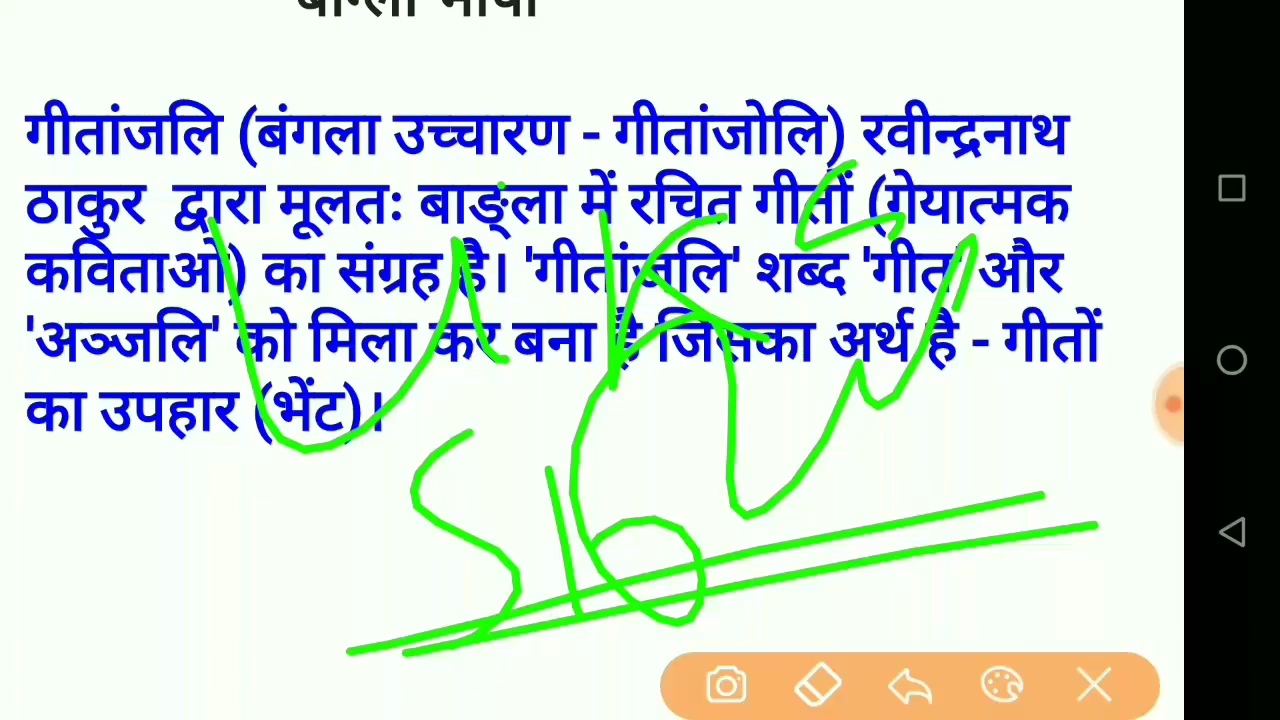 बांग्ला भाषा
गीतांजलि (बंगला उच्चारण - गीतांजोलि) रवीन्द्रनाथ
ठाकुर द्वारा मूलतः बाङ्ला में रचित गीतों (गेयात्मक
कविताओं) का संग्रह है। 'गीतांजलि' शब्द 'गीत' और
'अञ्जलि' को मिला कर बना है जिसका अर्थ है - गीतों
का उपहार (भेंट)।